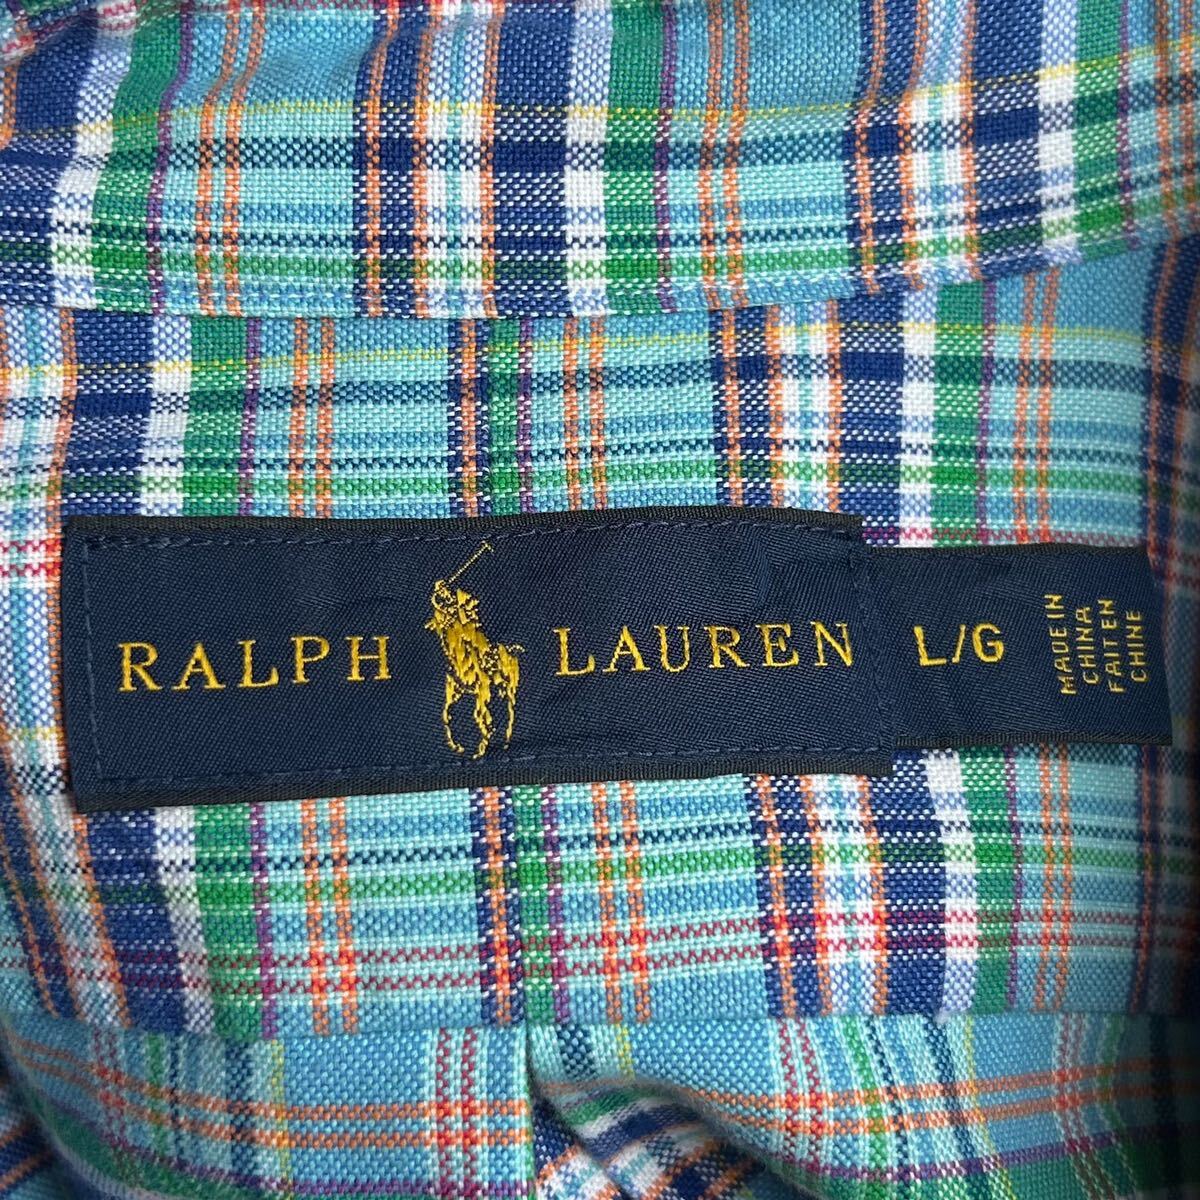 RALPH LAUREN
L/G
MADE IN
CHINA
FAIT EN
CHINE